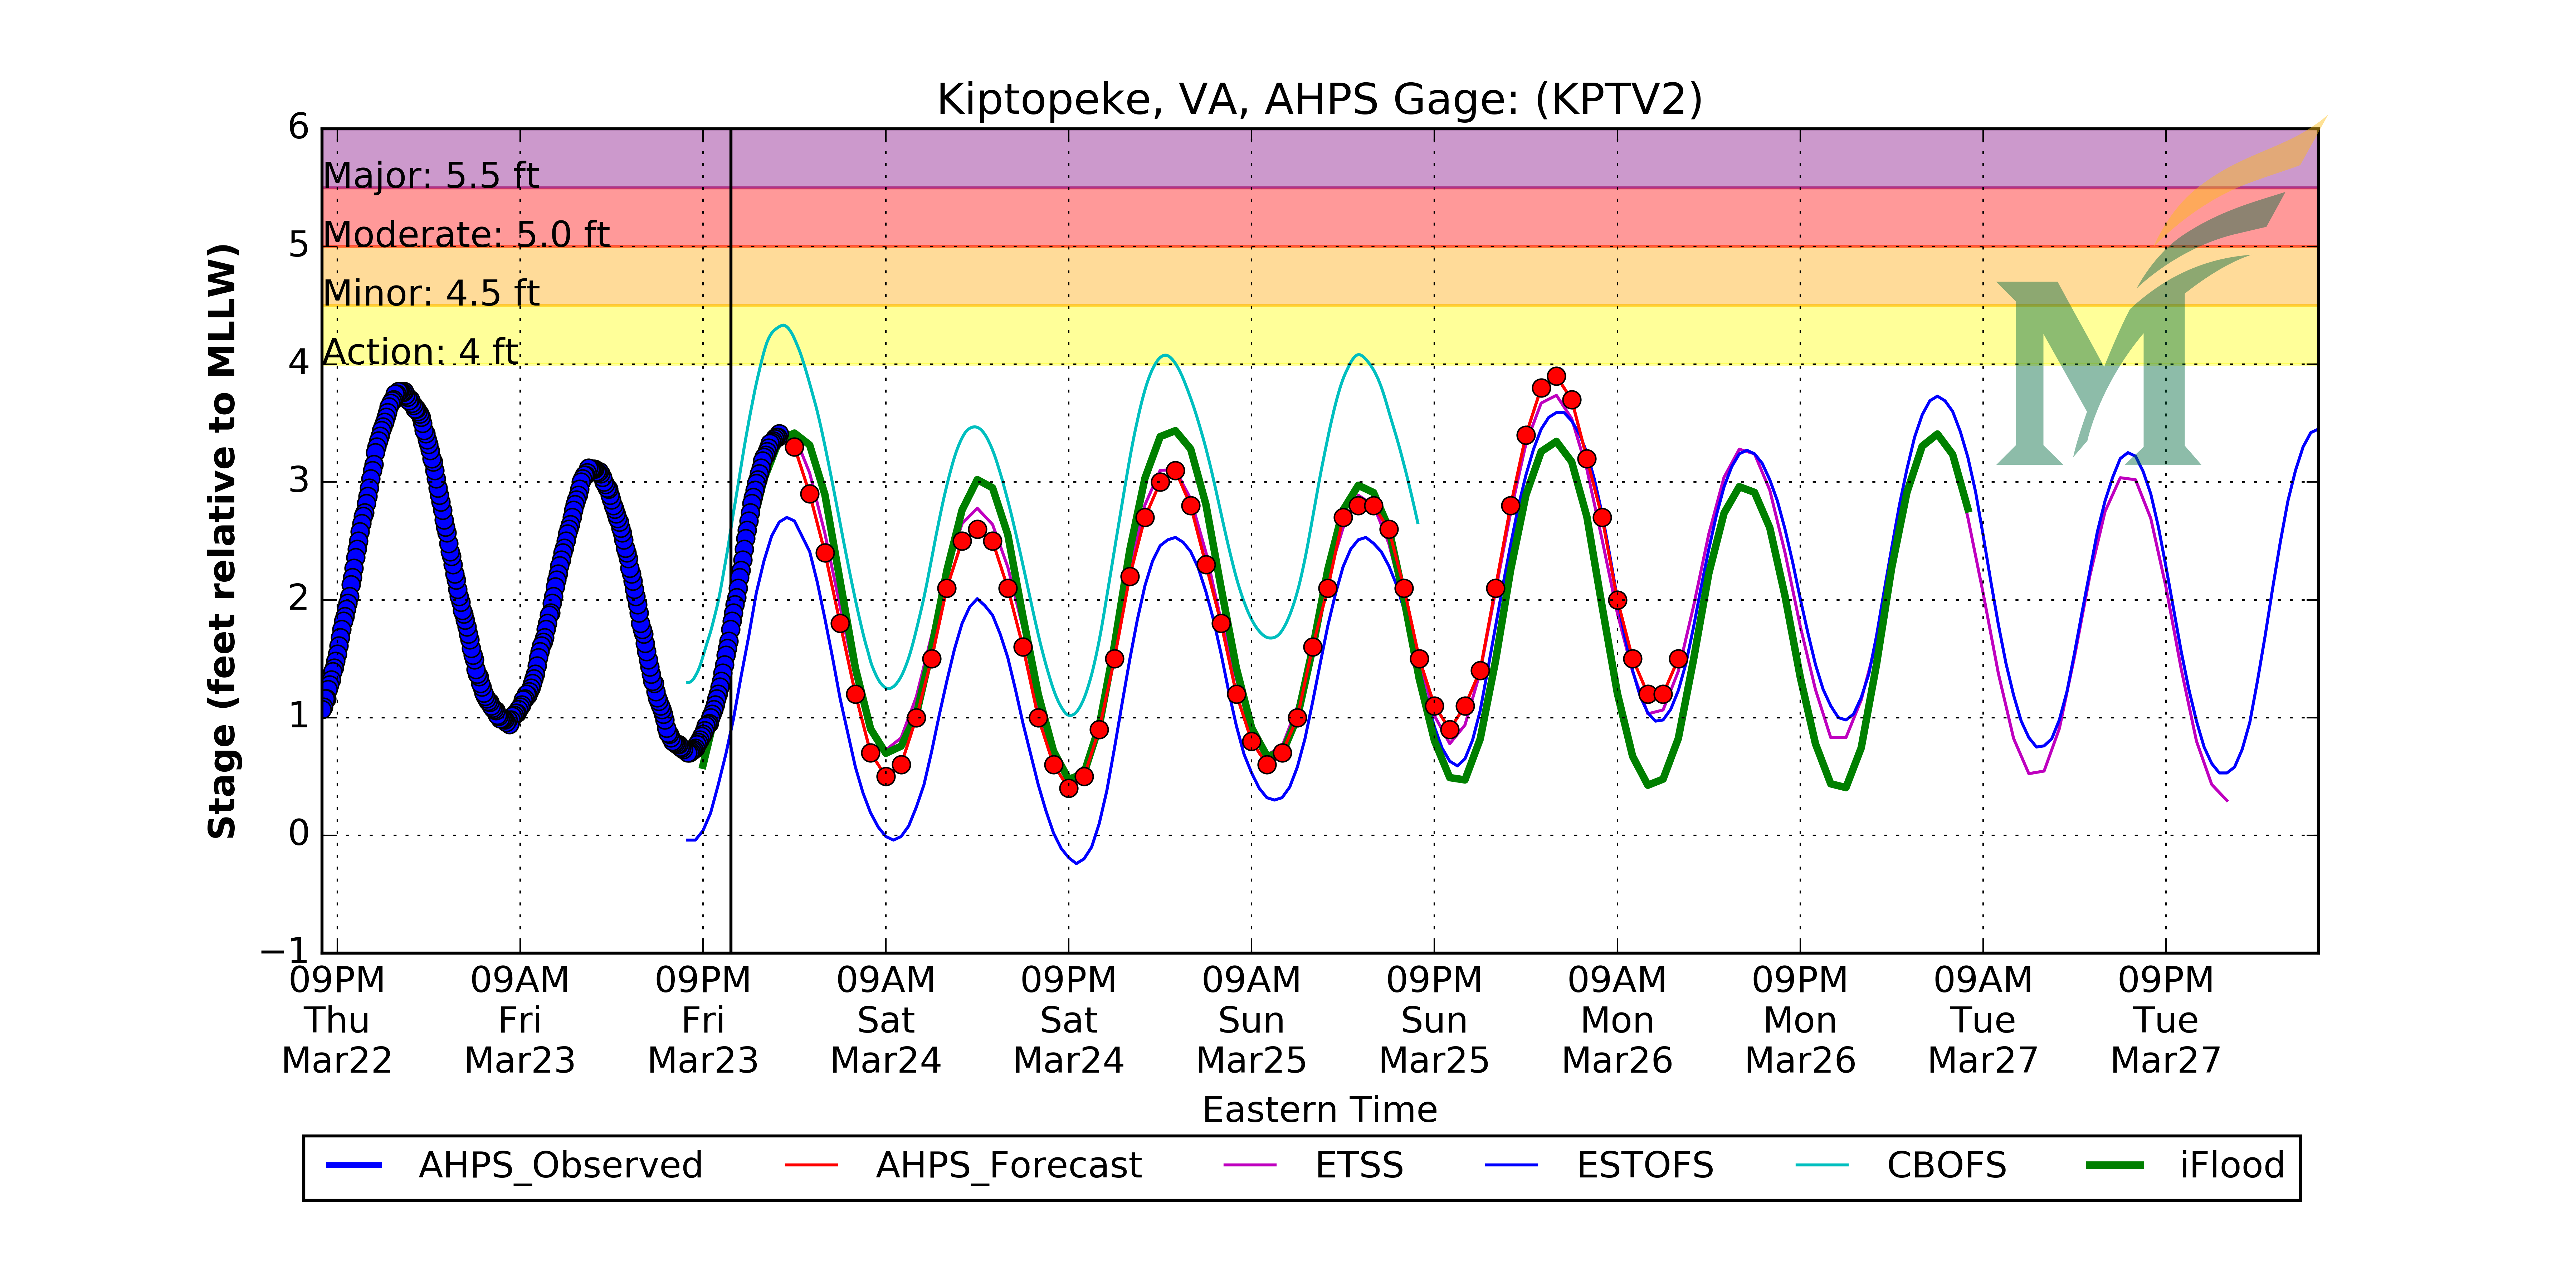 Kiptopeke, VA, AHPS Gage: (KPTV2)
Stage (feet relative to MLLW)
6
5
4
3
2
1
0
−1
Major: 5.5 ft
Moderate: 5.0 ft
Minor: 4.5 ft
Action: 4 ft
M
09PM 09AM 09PM 09AM 09PM 09AM 09PM 09AM 09PM 09AM 09PM
Thu Fri Fri Sat Sat Sun Sun Mon Mon Tue Tue
Mar22 Mar23 Mar23 Mar24 Mar24 Mar25 Mar25 Mar26 Mar26 Mar27 Mar27
Eastern Time
AHPS_Observed AHPS_Forecast ETSS ESTOFS CBOFS iFlood